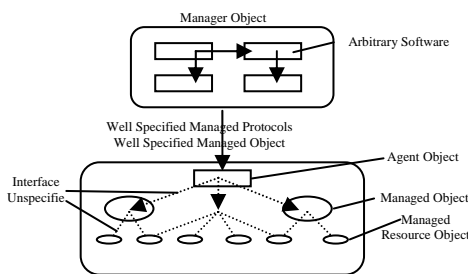 Manager Object
Arbitrary Software
Well Specified Managed Protocols
Well Specified Managed Object
Agent Object
Interface
Unspecific
Managed Object
Managed
Resource Object